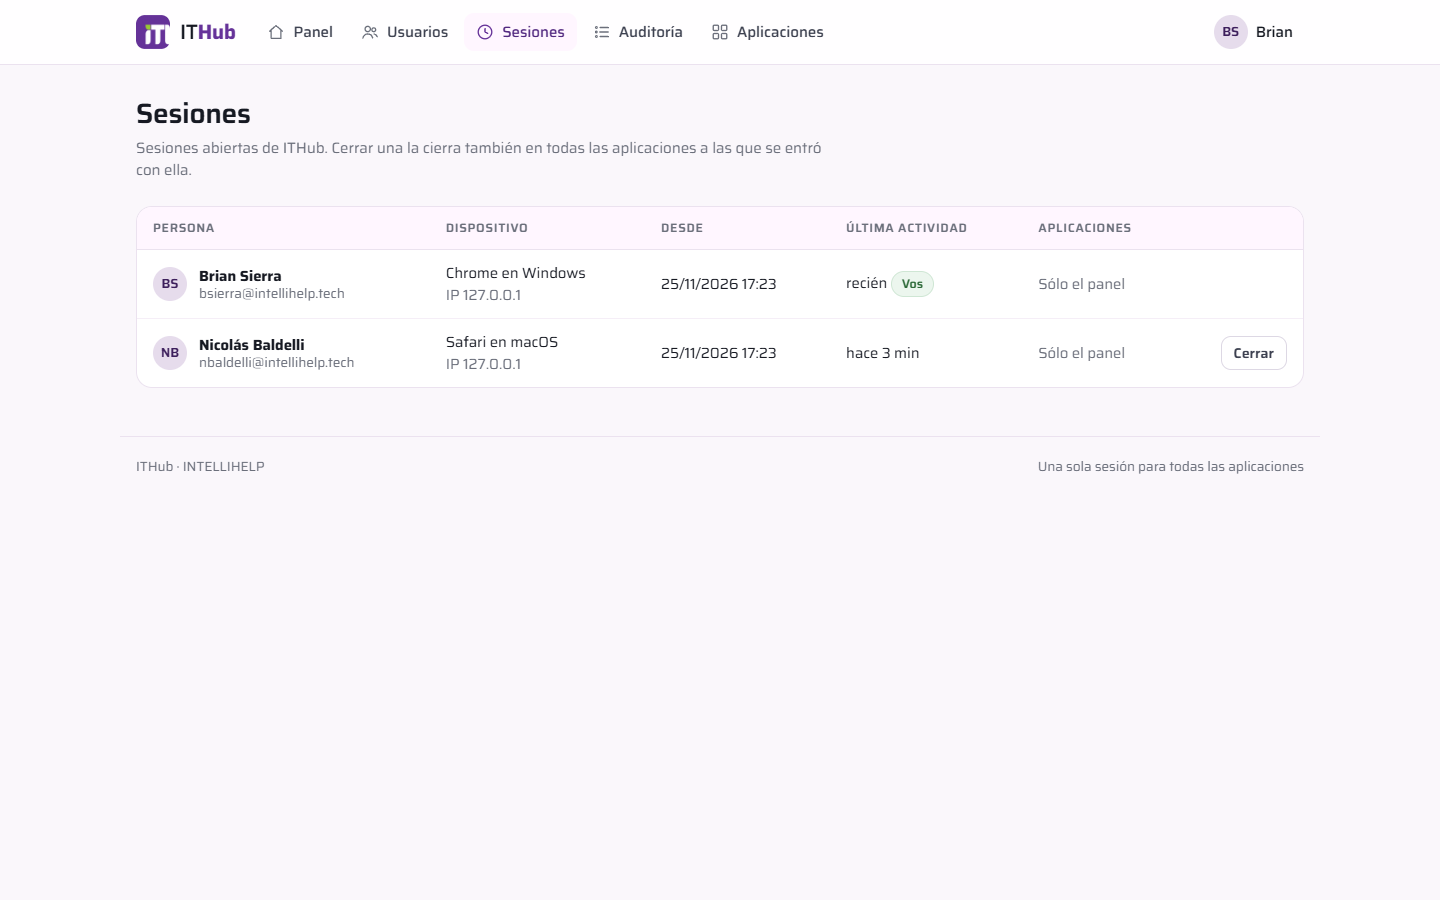 ITHub Panel Usuarios Sesiones Auditoría Aplicaciones BS Brian
Sesiones
Sesiones abiertas de ITHub. Cerrar una la cierra también en todas las aplicaciones a las que se entró
con ella.
PERSONA DISPOSITIVO DESDE ÚLTIMA ACTIVIDAD APLICACIONES
BS Brian Sierra
bsierra@intellihelp.tech
Chrome en Windows
IP 127.0.0.1
25/11/2026 17:23
recién Vos
Sólo el panel
NB Nicolás Baldelli
nbaldelli@intellihelp.tech
Safari en macOS
IP 127.0.0.1
25/11/2026 17:23
hace 3 min
Sólo el panel
Cerrar
ITHub · INTELLIHELP
Una sola sesión para todas las aplicaciones